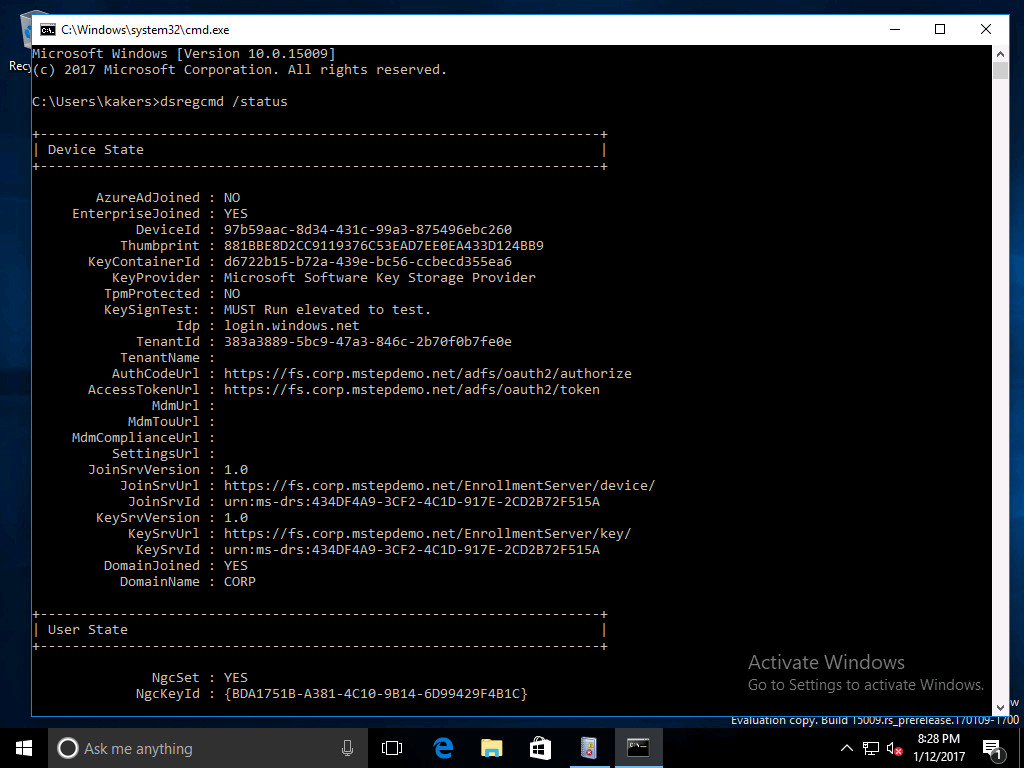 C:\Windows\system32\cmd.exe
Microsoft Windows [Version 10.0.15009]
(c) 2017 Microsoft Corporation. All rights reserved.
C:\Users\kakers>dsregcmd /status
+----------------------------------------------------------------------+
| Device State                                                         |
+----------------------------------------------------------------------+
AzureAdJoined : NO
EnterpriseJoined : YES
DeviceId : 97b59aac-8d34-431c-99a3-875496ebc260
Thumbprint : 881BBE8D2CC9119376C53EAD7EE0EA433D124BB9
KeyContainerId : d6722b15-b72a-439e-bc56-ccbecd355ea6
KeyProvider : Microsoft Software Key Storage Provider
TpmProtected : NO
KeySignTest: : MUST Run elevated to test.
Idp : login.windows.net
TenantId : 383a3889-5bc9-47a3-846c-2b70f0b7fe0e
TenantName :
AuthCodeUrl : https://fs.corp.mstepdemo.net/adfs/oauth2/authorize
AccessTokenUrl : https://fs.corp.mstepdemo.net/adfs/oauth2/token
MdmUrl :
MdmTouUrl :
MdmComplianceUrl :
SettingsUrl :
JoinSrvVersion : 1.0
JoinSrvUrl : https://fs.corp.mstepdemo.net/EnrollmentServer/device/
JoinSrvId : urn:ms-drs:434DF4A9-3CF2-4C1D-917E-2CD2B72F515A
KeySrvVersion : 1.0
KeySrvUrl : https://fs.corp.mstepdemo.net/EnrollmentServer/key/
KeySrvId : urn:ms-drs:434DF4A9-3CF2-4C1D-917E-2CD2B72F515A
DomainJoined : YES
DomainName : CORP
+----------------------------------------------------------------------+
| User State                                                           |
+----------------------------------------------------------------------+
NgcSet : YES
NgcKeyId : {BDA1751B-A381-4C10-9B14-6D99429F4B1C}
Activate Windows
Go to Settings to activate Windows.
Evaluation copy. Build 15009.rs_prerelease.170109-1700
Ask me anything
8:28 PM
1/12/2017
1